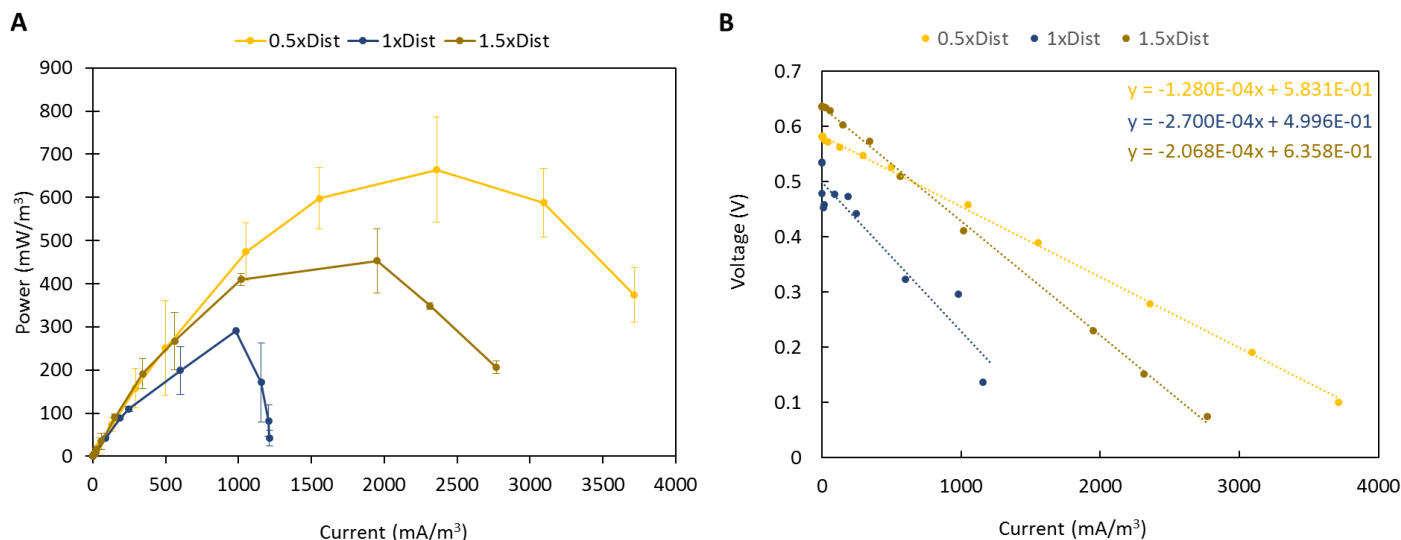 A
0.5xDist 1xDist 1.5xDist
900
800
700
600
500
400
300
200
100
0
Power (mW/m³)
0 500 1000 1500 2000 2500 3000 3500 4000
Current (mA/m³)
B
0.5xDist 1xDist 1.5xDist
0.7
0.6
0.5
0.4
0.3
0.2
0.1
0
Voltage (V)
y = -1.280E-04x + 5.831E-01
y = -2.700E-04x + 4.996E-01
y = -2.068E-04x + 6.358E-01
0 1000 2000 3000 4000
Current (mA/m³)